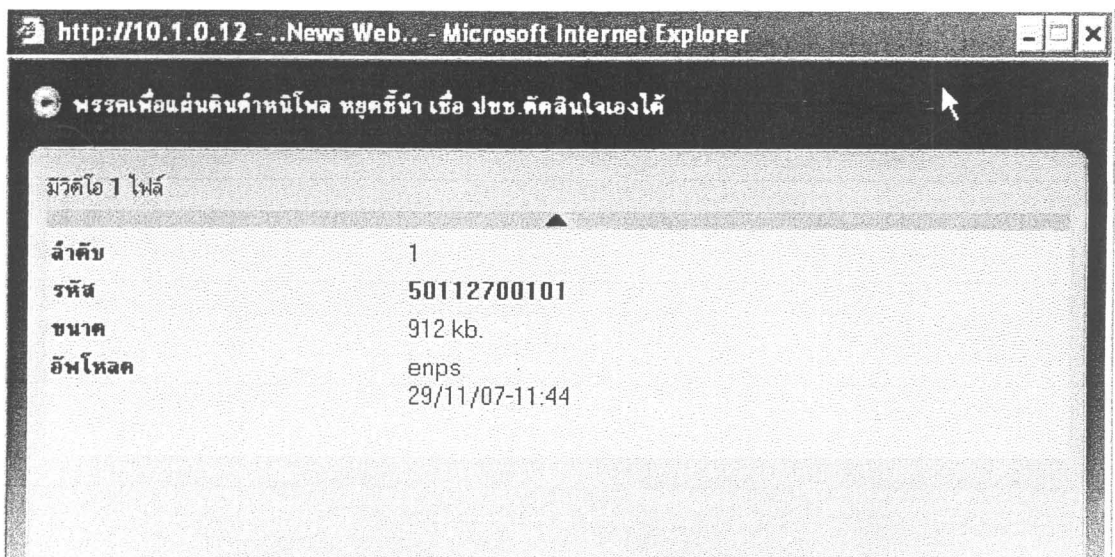 http://10.1.0.12 - ..News Web.. - Microsoft Internet Explorer
พรรคเพื่อแผ่นดินตำหนิโพล หยุดชี้นำ เชื่อ ปชช.ตัดสินใจเองได้
มีวิดีโอ 1 ไฟล์
ลำดับ 1
รหัส 50112700101
ขนาด 912 kb.
อัพโหลด enps
29/11/07-11:44